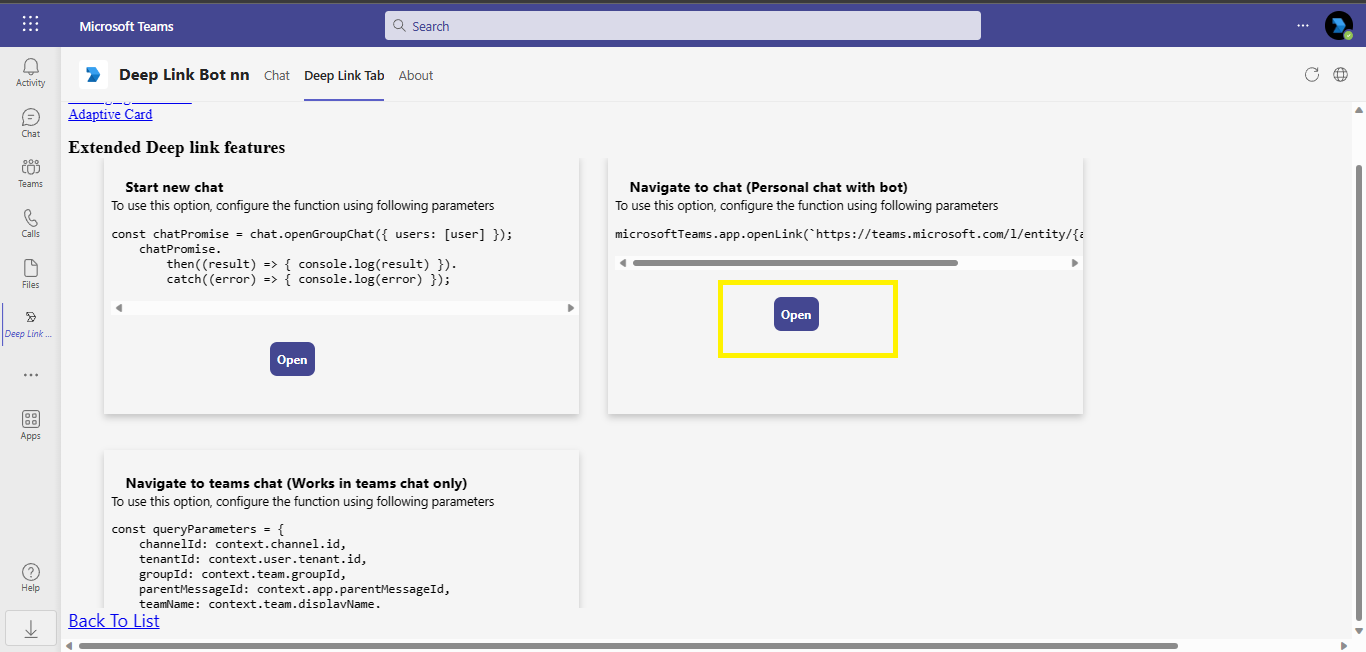 Microsoft Teams
Search
Activity
Chat
Teams
Calls
Files
Deep Link ...
Apps
Help
Deep Link Bot nn
Chat
Deep Link Tab
About
Adaptive Card
Extended Deep link features
Start new chat
To use this option, configure the function using following parameters
const chatPromise = chat.openGroupChat({ users: [user] });
chatPromise.
then((result) => { console.log(result) }).
catch((error) => { console.log(error) });
Open
Navigate to chat (Personal chat with bot)
To use this option, configure the function using following parameters
microsoftTeams.app.openLink(`https://teams.microsoft.com/l/entity/{a
Open
Navigate to teams chat (Works in teams chat only)
To use this option, configure the function using following parameters
const queryParameters = {
channelId: context.channel.id,
tenantId: context.user.tenant.id,
groupId: context.team.groupId,
parentMessageId: context.app.parentMessageId,
teamName: context.team.displayName.
Back To List